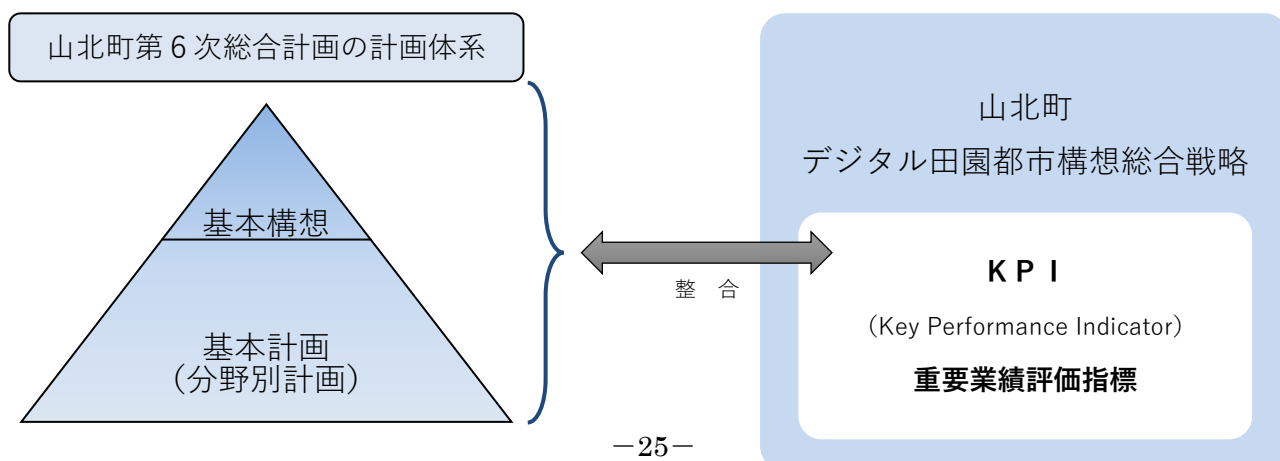 山北町第６次総合計画の計画体系
基本構想
基本計画
(分野別計画)
整　合
山北町
デジタル田園都市構想総合戦略
ＫＰＩ
（Key Performance Indicator）
重要業績評価指標
－25－